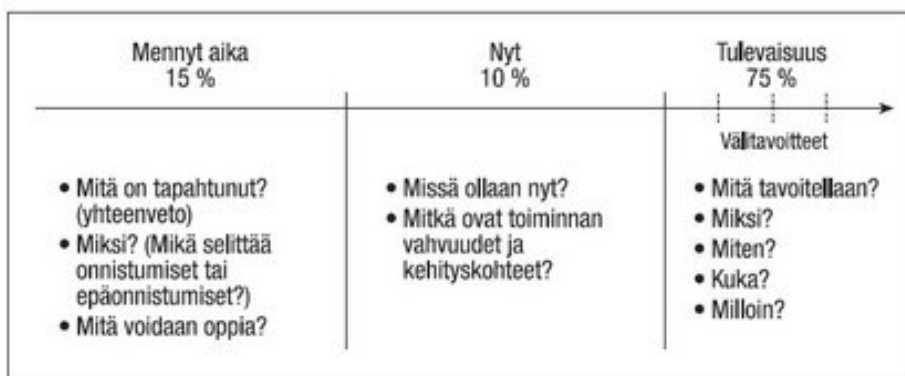 Mennyt aika
15 %
Nyt
10 %
Tulevaisuus
75 %
Välitavoitteet
• Mitä on tapahtunut?
(yhteenveto)
• Miksi? (Mikä selittää
onnistumiset tai
epäonnistumiset?)
• Mitä voidaan oppia?
• Missä ollaan nyt?
• Mitkä ovat toiminnan
vahvuudet ja
kehityskohteet?
• Mitä tavoitellaan?
• Miksi?
• Miten?
• Kuka?
• Milloin?